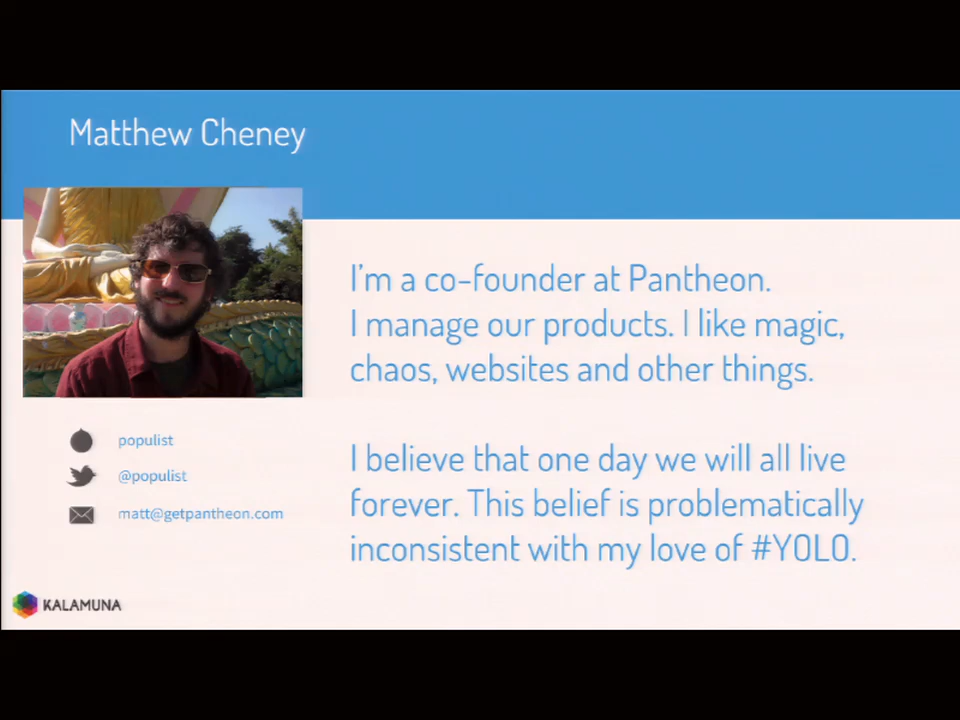 Matthew Cheney
I'm a co-founder at Pantheon.
I manage our products. I like magic,
chaos, websites and other things.
I believe that one day we will all live
forever. This belief is problematically
inconsistent with my love of #YOLO.
populist
@populist
matt@getpantheon.com
KALAMUNA